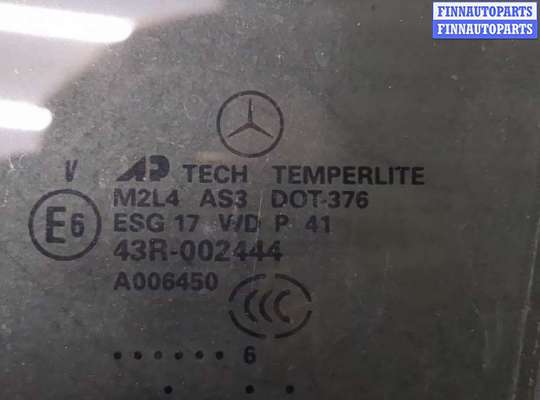 FINNAUTOPARTS
FINNAUTOPARTS
V AP TECH TEMPERLITE
M2L4 AS3 DOT-376
E6 ESG 17 V/D P 41
43R-002444
A006450
CCC
...... 6
. . .